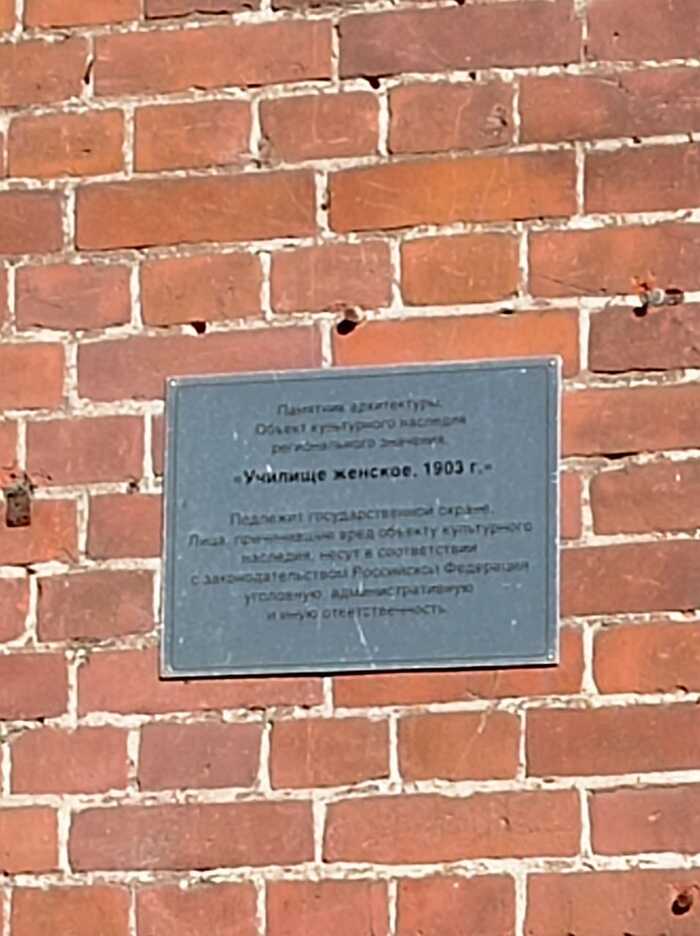 Памятник архитектуры.
Объект культурного наследия
регионального значения.
«Училище женское, 1903 г.»
Подлежит государственной охране.
Лица, причинившие вред объекту культурного
наследия, несут в соответствии
с законодательством Российской Федерации
уголовную, административную
и иную ответственность.